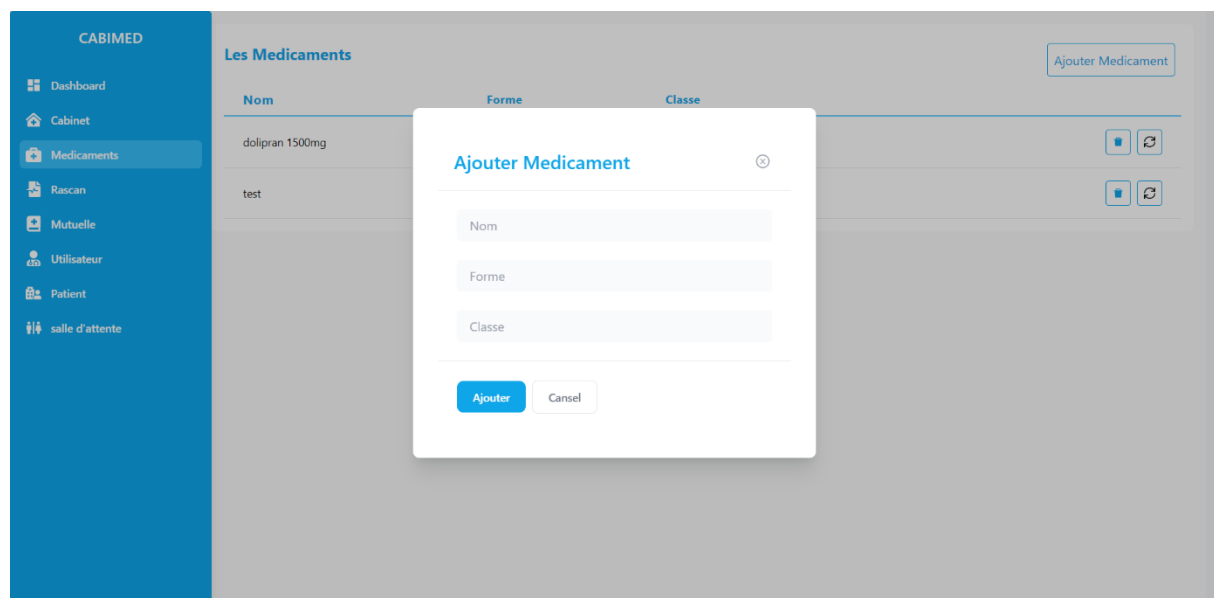 CABIMED
Dashboard
Cabinet
Medicaments
Rascan
Mutuelle
Utilisateur
Patient
salle d'attente
Les Medicaments
Ajouter Medicament
Nom Forme Classe
dolipran 1500mg
test
Ajouter Medicament
Nom
Forme
Classe
Ajouter Cansel